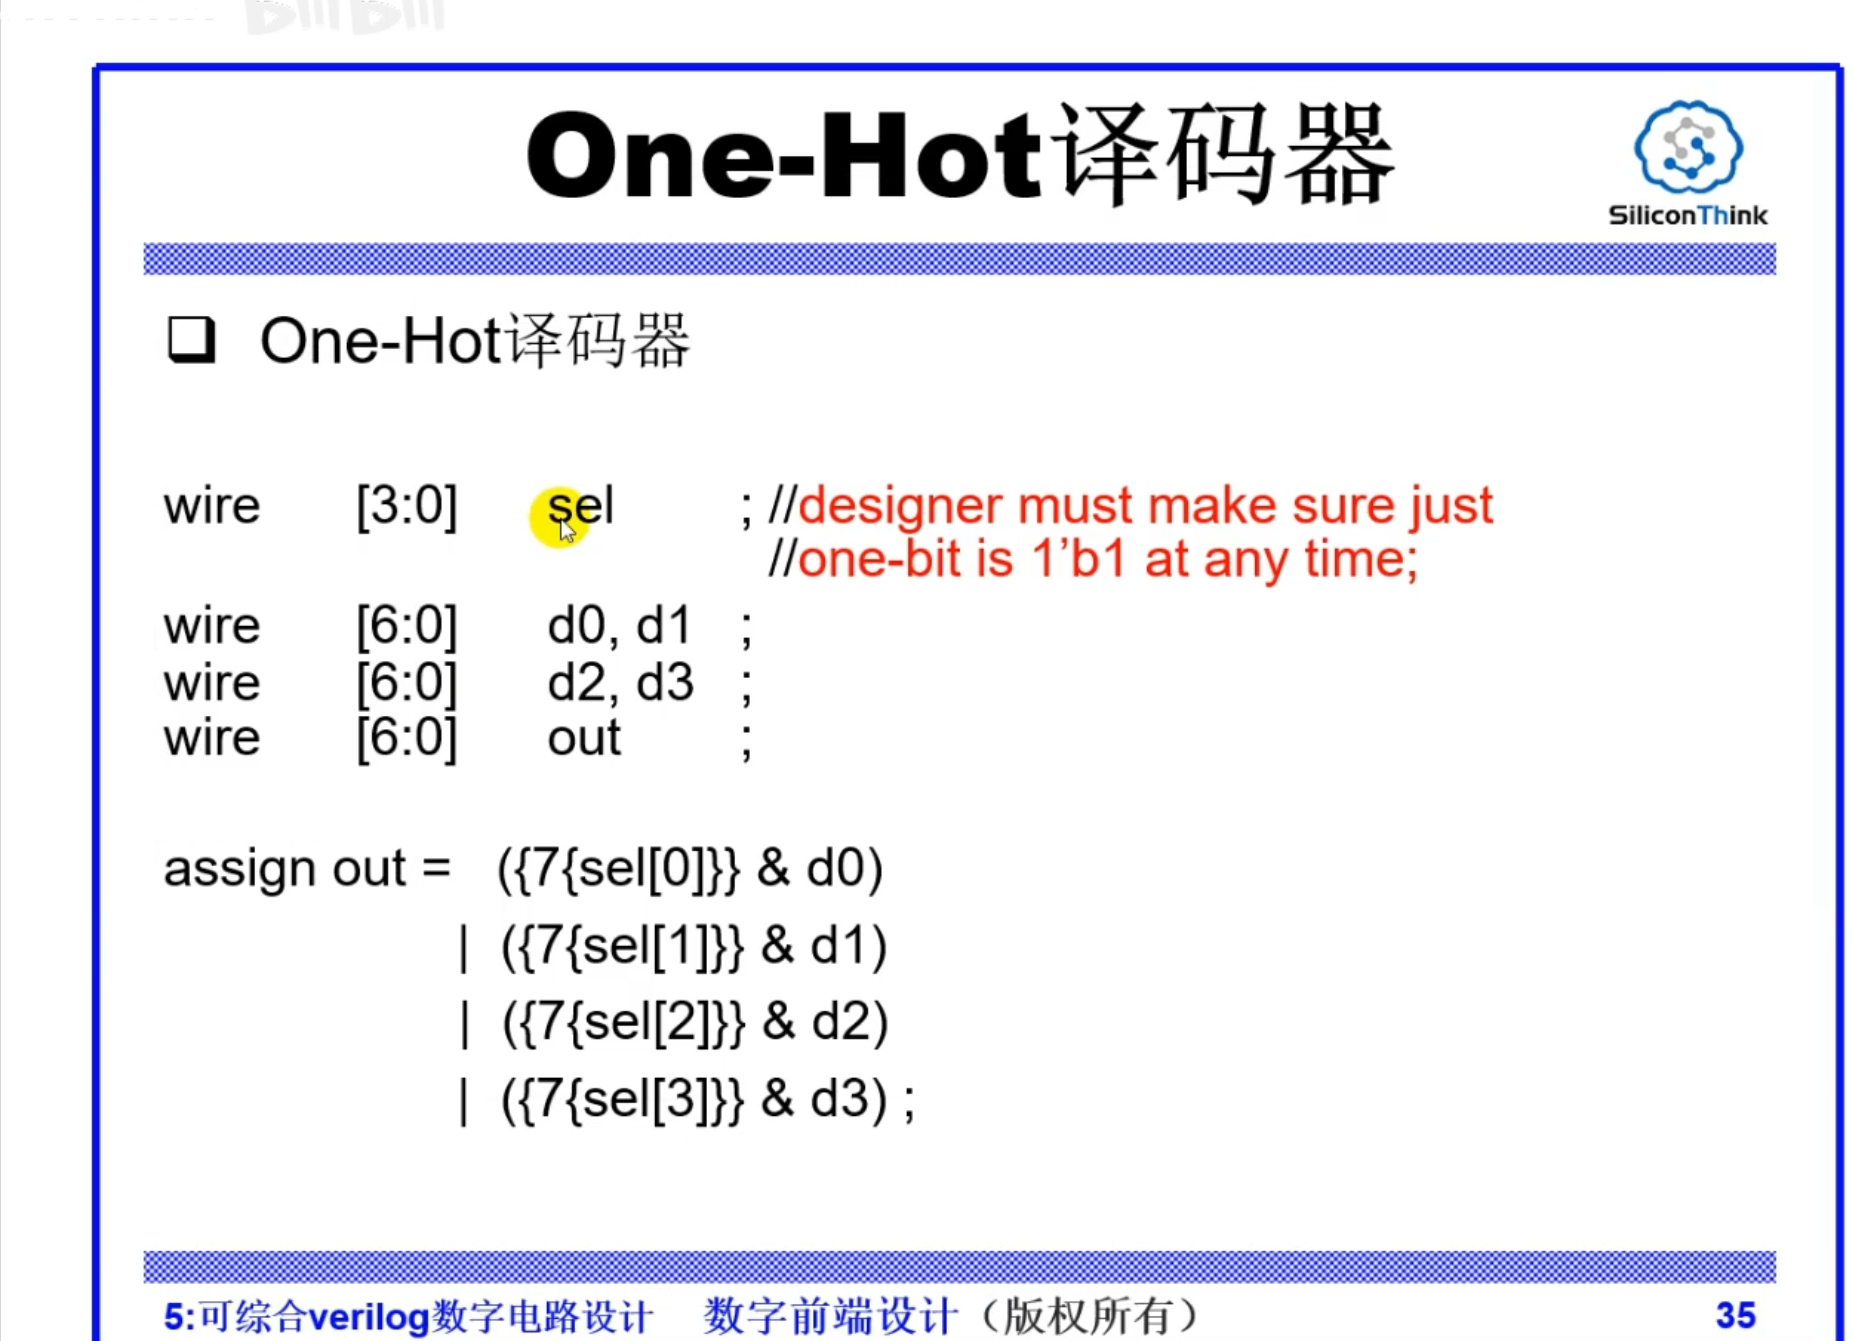 One-Hot译码器
SiliconThink
One-Hot译码器
wire [3:0] sel ; //designer must make sure just
//one-bit is 1’b1 at any time;
wire [6:0] d0, d1 ;
wire [6:0] d2, d3 ;
wire [6:0] out ;
assign out = ({7{sel[0]}} & d0)
| ({7{sel[1]}} & d1)
| ({7{sel[2]}} & d2)
| ({7{sel[3]}} & d3) ;
5:可综合verilog数字电路设计 数字前端设计（版权所有） 35